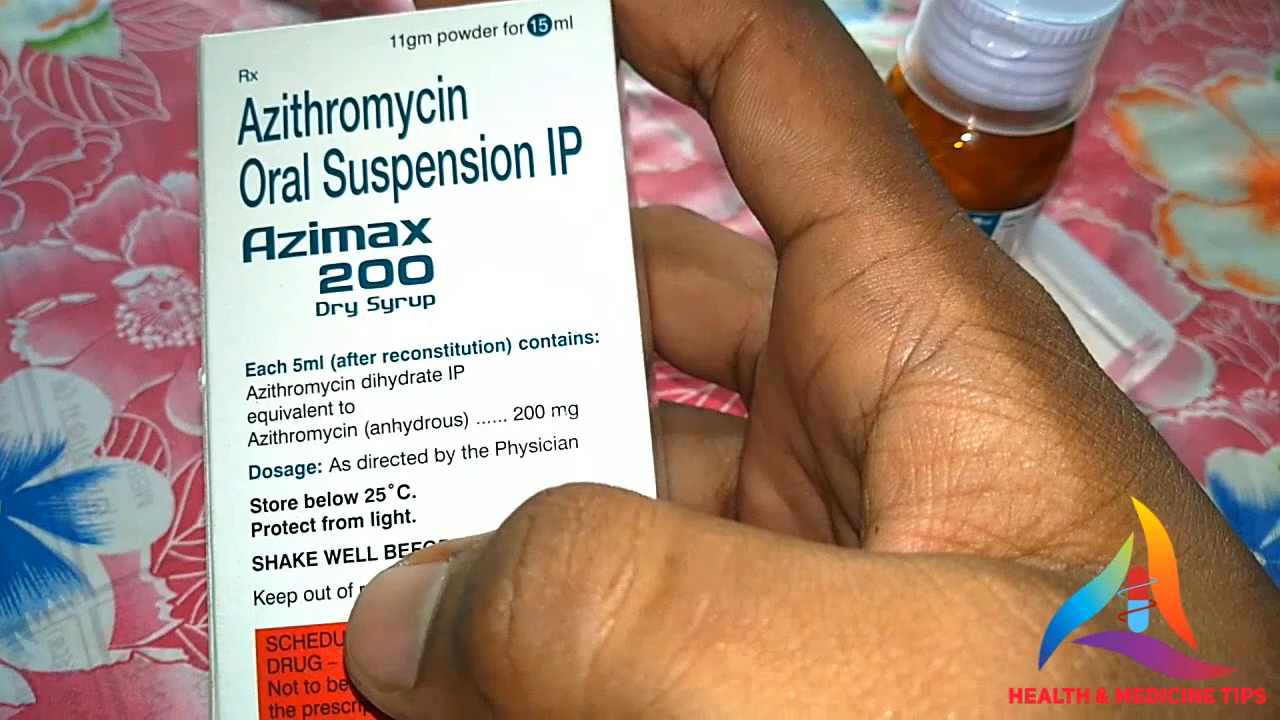 11gm powder for 15 ml
Rx
Azithromycin
Oral Suspension IP
Azimax
200
Dry Syrup
Each 5ml (after reconstitution) contains:
Azithromycin dihydrate IP
equivalent to
Azithromycin (anhydrous) ...... 200 mg
Dosage: As directed by the Physician
Store below 25°C.
Protect from light.
SHAKE WELL
Keep out of
DRUG –
Not to be
the
HEALTH & MEDICINE TIPS